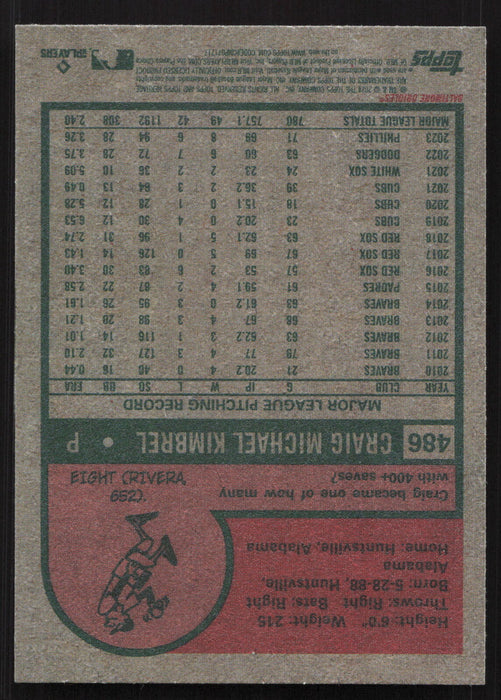 Height: 6'0" Weight: 215
Throws: Right Bats: Right
Born: 5-28-88, Huntsville,
Alabama
Home: Huntsville, Alabama
Craig became one of how many
with 400+ saves?
EIGHT (RIVERA,
652).
486 CRAIG MICHAEL KIMBREL • P
MAJOR LEAGUE PITCHING RECORD
YEAR CLUB G IP W L SO BB ERA
2010 BRAVES 21 20.2 4 0 40 16 0.44
2011 BRAVES 79 77 4 3 127 32 2.10
2012 BRAVES 63 62.2 3 1 116 14 1.01
2013 BRAVES 68 67 4 3 98 20 1.21
2014 BRAVES 63 61.2 0 3 95 26 1.61
2015 PADRES 61 59.1 4 2 87 22 2.58
2016 RED SOX 57 53 2 6 83 30 3.40
2017 RED SOX 67 69 5 0 126 14 1.43
2018 RED SOX 63 62.1 5 1 96 31 2.74
2019 CUBS 23 20.2 0 4 30 12 6.53
2020 CUBS 18 15.1 0 1 28 12 5.28
2021 CUBS 39 36.2 2 3 64 13 0.49
2021 WHITE SOX 24 23 2 2 36 10 5.09
2022 DODGERS 63 60 6 7 72 28 3.75
2023 PHILLIES 71 69 8 6 94 28 3.26
MAJOR LEAGUE TOTALS 780 757.1 49 42 1192 308 2.40
BALTIMORE ORIOLES
topps
PLAYERS